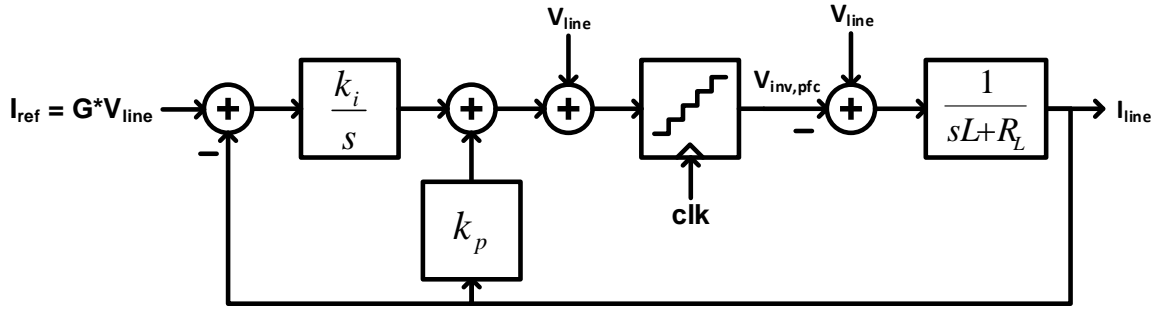 V_line
V_line
I_ref = G*V_line
+
k_i
s
+
+
V_inv,pfc
+
1
sL+R_L
I_line
−
−
k_p
clk